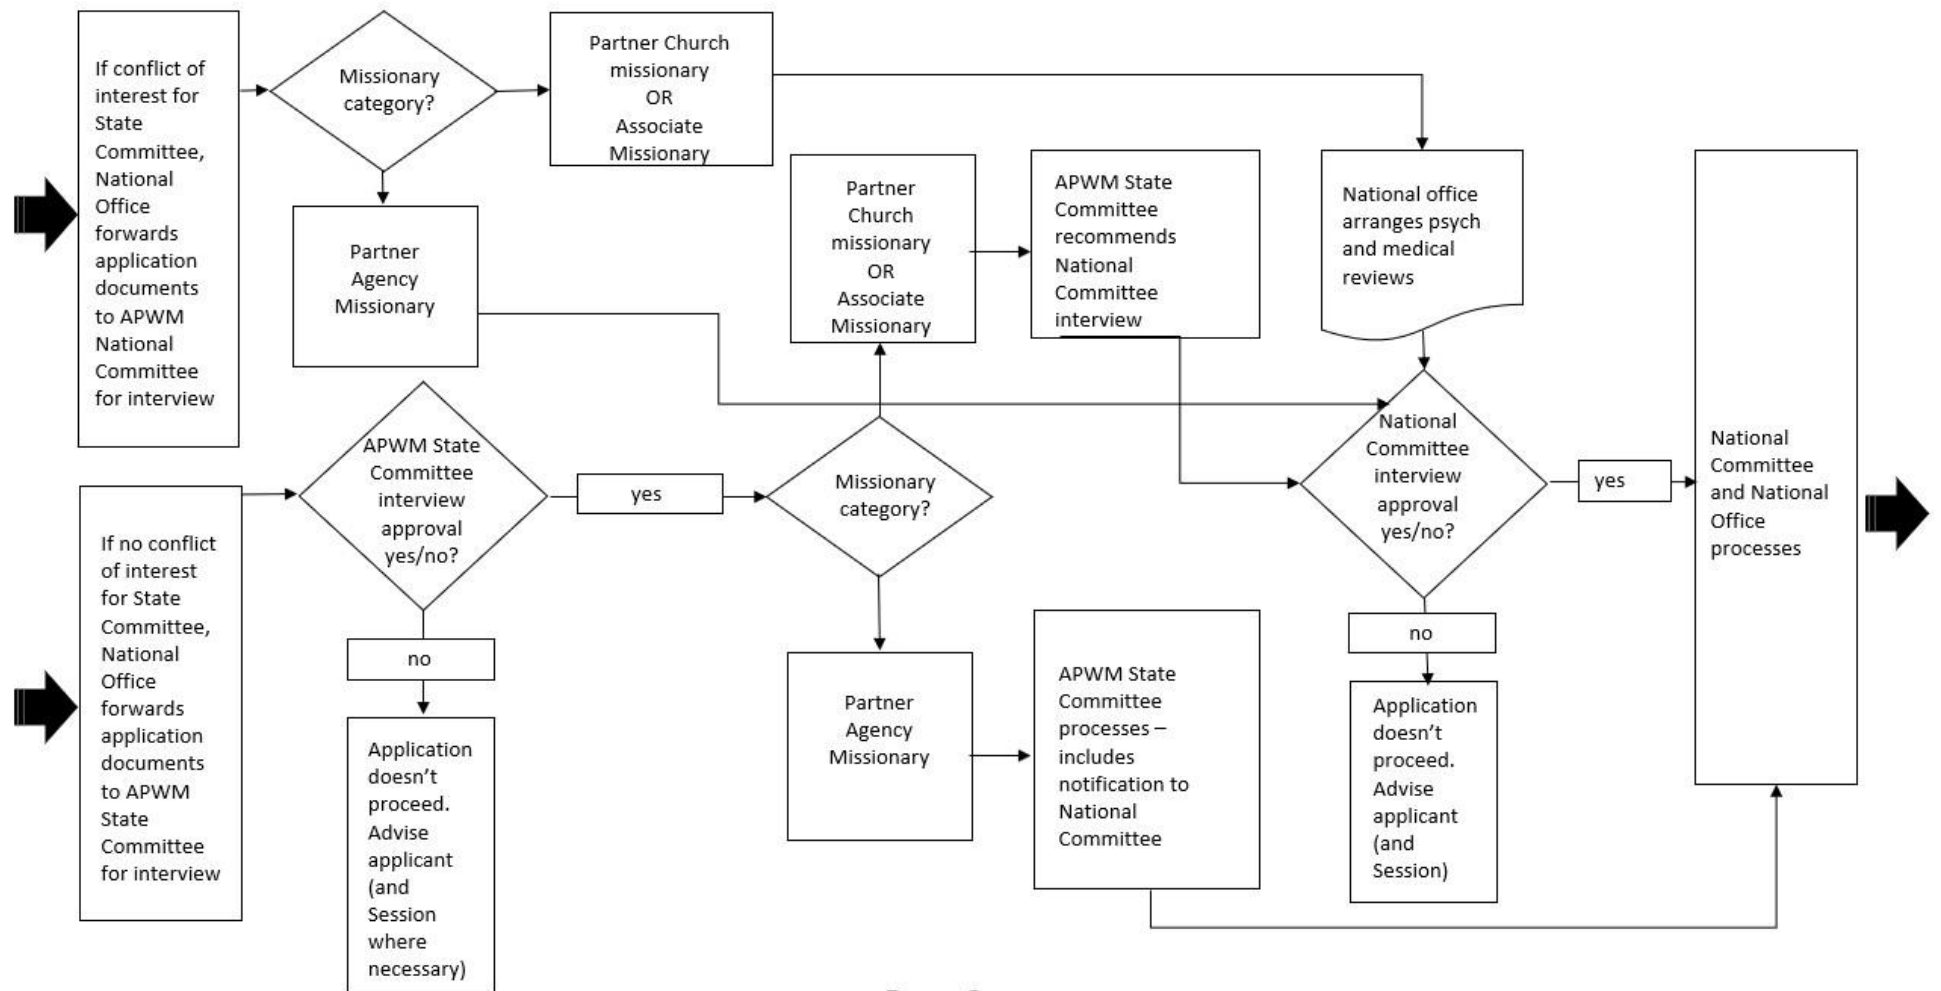 If conflict of
interest for
State
Committee,
National
Office
forwards
application
documents
to APWM
National
Committee
for interview
Missionary
category?
Partner Church
missionary
OR
Associate
Missionary
Partner
Agency
Missionary
Partner
Church
missionary
OR
Associate
Missionary
APWM State
Committee
recommends
National
Committee
interview
National office
arranges psych
and medical
reviews
If no conflict
of interest
for State
Committee,
National
Office
forwards
application
documents
to APWM
State
Committee
for interview
APWM State
Committee
interview
approval
yes/no?
yes
no
Application
doesn’t
proceed.
Advise
applicant
(and
Session
where
necessary)
Missionary
category?
Partner
Agency
Missionary
APWM State
Committee
processes –
includes
notification to
National
Committee
National
Committee
interview
approval
yes/no?
yes
no
Application
doesn’t
proceed.
Advise
applicant
(and
Session)
National
Committee
and National
Office
processes